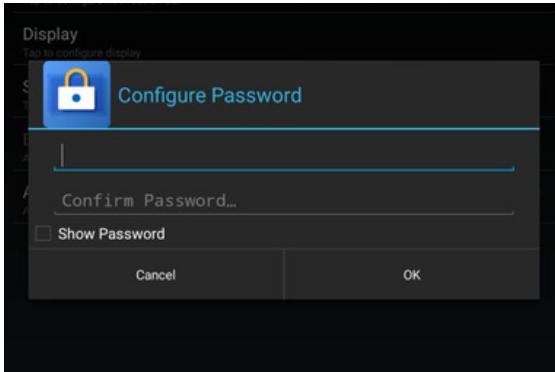 Display
Tap to configure display
Configure Password
Confirm Password…
Show Password
Cancel
OK